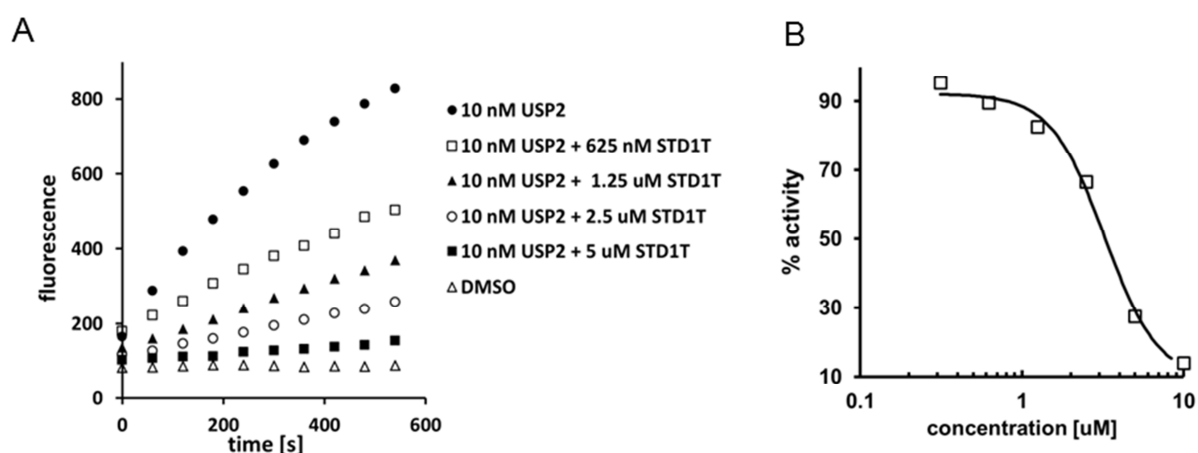 A
fluorescence
800
600
400
200
0
0 200 400 600
time [s]
10 nM USP2
10 nM USP2 + 625 nM STD1T
10 nM USP2 + 1.25 uM STD1T
10 nM USP2 + 2.5 uM STD1T
10 nM USP2 + 5 uM STD1T
DMSO
B
% activity
90
70
50
30
10
0.1 1 10
concentration [uM]